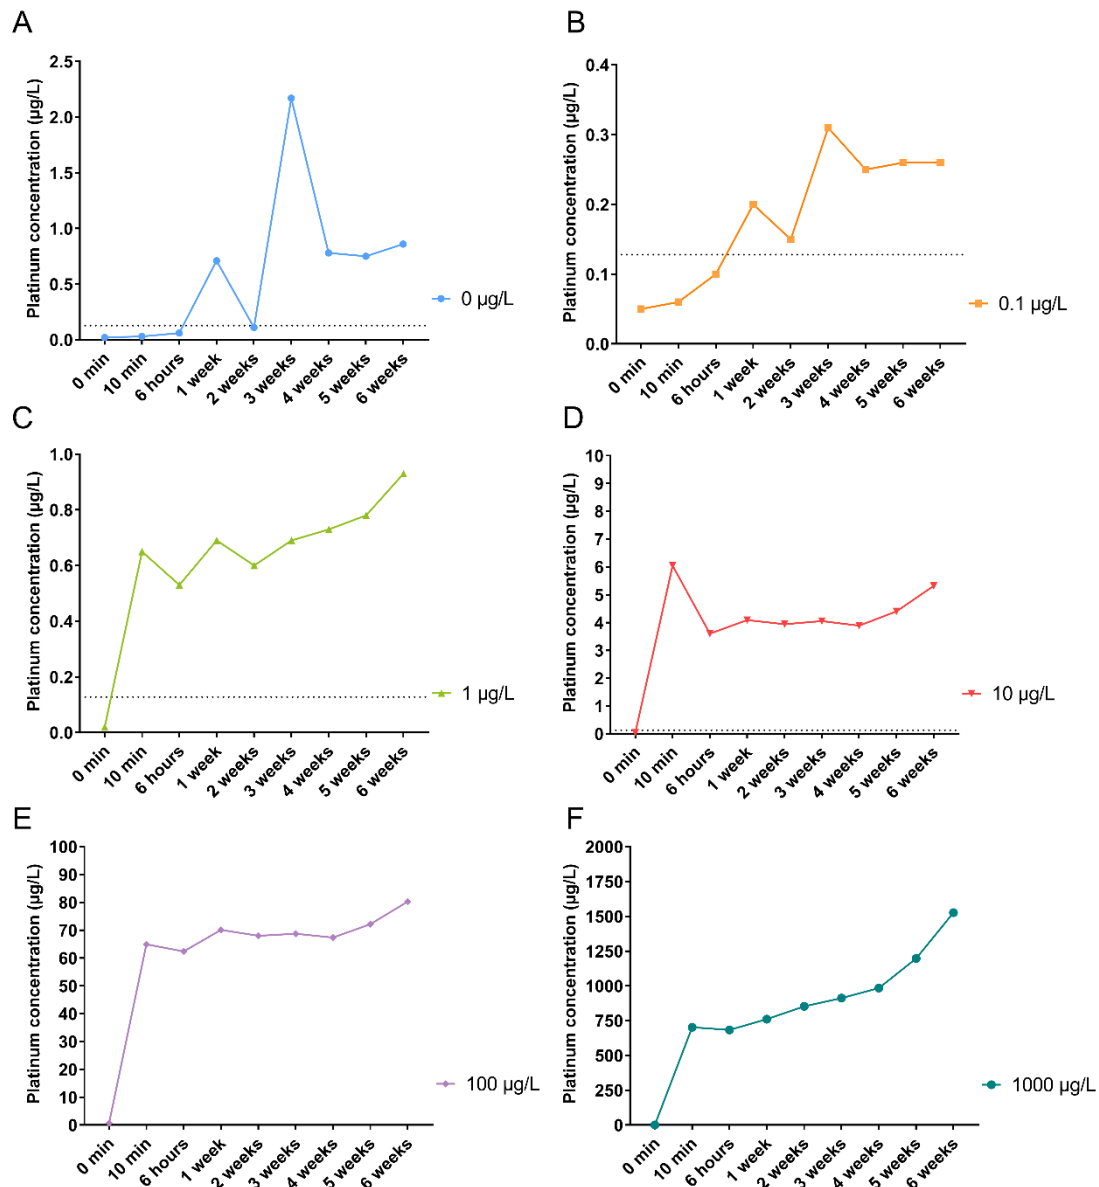 A
Platinum concentration (µg/L)
2.5
2.0
1.5
1.0
0.5
0.0
0 min
10 min
6 hours
1 week
2 weeks
3 weeks
4 weeks
5 weeks
6 weeks
0 µg/L
B
Platinum concentration (µg/L)
0.4
0.3
0.2
0.1
0.0
0 min
10 min
6 hours
1 week
2 weeks
3 weeks
4 weeks
5 weeks
6 weeks
0.1 µg/L
C
Platinum concentration (µg/L)
1.0
0.8
0.6
0.4
0.2
0.0
0 min
10 min
6 hours
1 week
2 weeks
3 weeks
4 weeks
5 weeks
6 weeks
1 µg/L
D
Platinum concentration (µg/L)
10
9
8
7
6
5
4
3
2
1
0
0 min
10 min
6 hours
1 week
2 weeks
3 weeks
4 weeks
5 weeks
6 weeks
10 µg/L
E
Platinum concentration (µg/L)
100
90
80
70
60
50
40
30
20
10
0
0 min
10 min
6 hours
1 week
2 weeks
3 weeks
4 weeks
5 weeks
6 weeks
100 µg/L
F
Platinum concentration (µg/L)
2000
1750
1500
1250
1000
750
500
250
0
0 min
10 min
6 hours
1 week
2 weeks
3 weeks
4 weeks
5 weeks
6 weeks
1000 µg/L